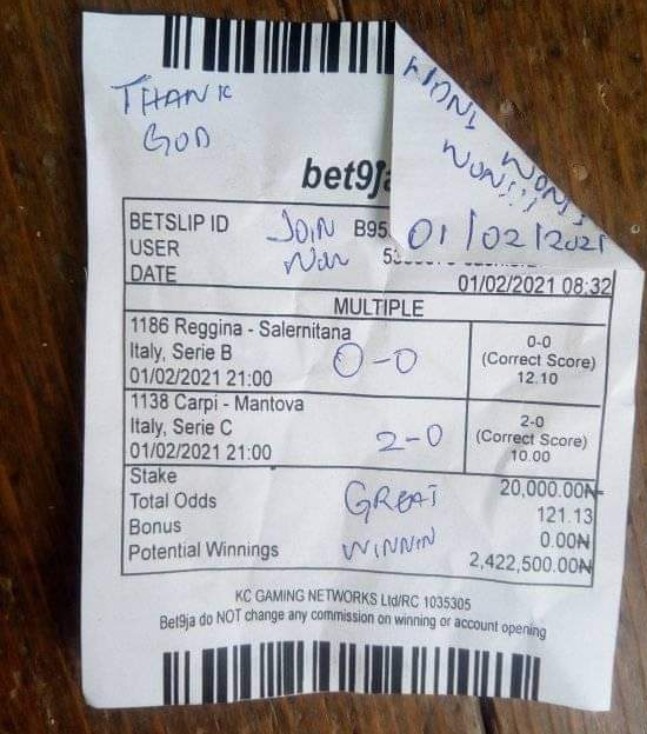 THANK
GOD
WON!
WON!
WON!!!
01/02/2021
bet9ja
BETSLIP ID B95
USER
JOIN
Now
DATE 01/02/2021 08:32
MULTIPLE
1186 Reggina - Salernitana
Italy, Serie B
01/02/2021 21:00
0-0
0-0
(Correct Score)
12.10
1138 Carpi - Mantova
Italy, Serie C
01/02/2021 21:00
2-0
2-0
(Correct Score)
10.00
Stake 20,000.00₦
Total Odds 121.13
Bonus 0.00₦
Potential Winnings 2,422,500.00₦
GREAT
WINNIN
KC GAMING NETWORKS Ltd/RC 1035305
Bet9ja do NOT change any commission on winning or account opening